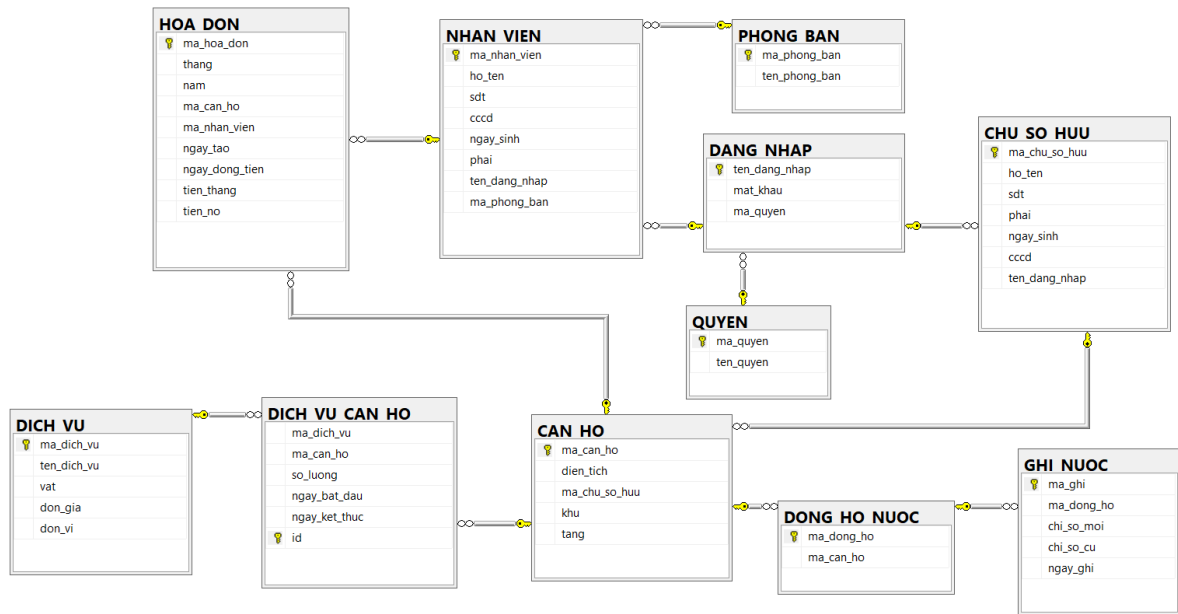 HOA DON
ma_hoa_don
thang
nam
ma_can_ho
ma_nhan_vien
ngay_tao
ngay_dong_tien
tien_thang
tien_no
NHAN VIEN
ma_nhan_vien
ho_ten
sdt
cccd
ngay_sinh
phai
ten_dang_nhap
ma_phong_ban
PHONG BAN
ma_phong_ban
ten_phong_ban
DANG NHAP
ten_dang_nhap
mat_khau
ma_quyen
CHU SO HUU
ma_chu_so_huu
ho_ten
sdt
phai
ngay_sinh
cccd
ten_dang_nhap
QUYEN
ma_quyen
ten_quyen
DICH VU
ma_dich_vu
ten_dich_vu
vat
don_gia
don_vi
DICH VU CAN HO
ma_dich_vu
ma_can_ho
so_luong
ngay_bat_dau
ngay_ket_thuc
id
CAN HO
ma_can_ho
dien_tich
ma_chu_so_huu
khu
tang
DONG HO NUOC
ma_dong_ho
ma_can_ho
GHI NUOC
ma_ghi
ma_dong_ho
chi_so_moi
chi_so_cu
ngay_ghi